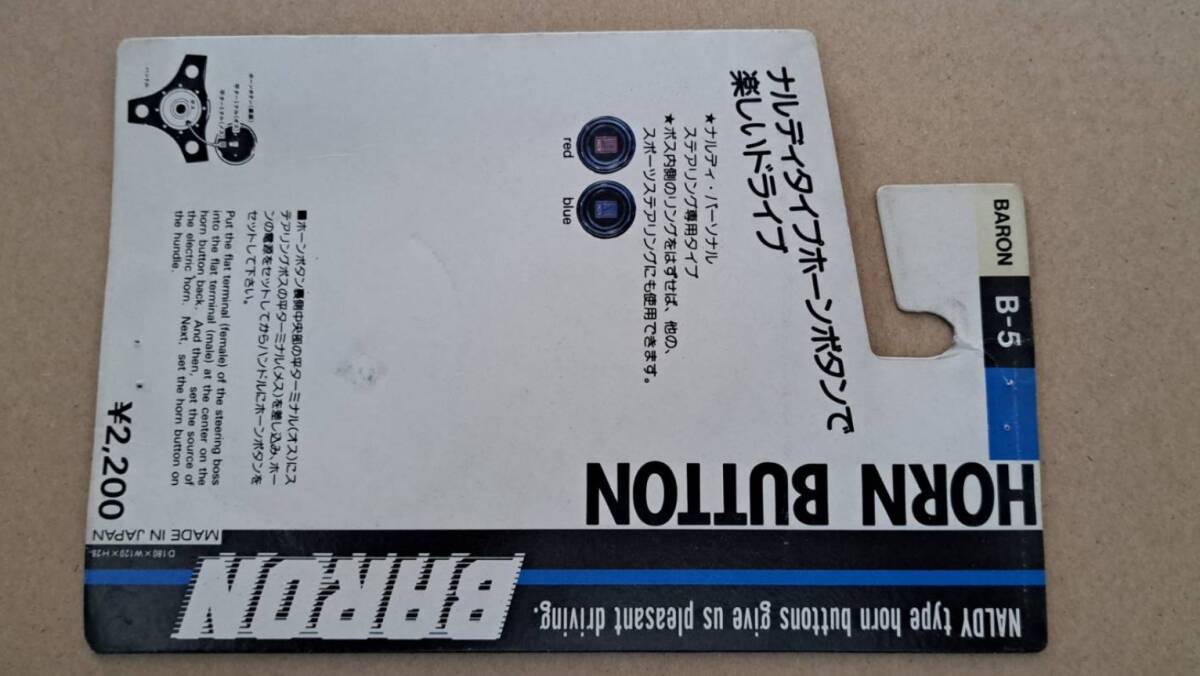 BARON B-5
HORN BUTTON
NALDY type horn buttons give us pleasant driving.
BARON
ナルディタイプホーンボタンで
楽しいドライブ
★ナルディ・パーソナル
ステアリング専用タイプ
★ボス内側のリングをはずせば、他の、
スポーツステアリングにも使用できます。
red
blue
ハンドル
■ホーンボタン裏側中央凪の平ターミナル(オス)にス
テアリングボスの平ターミナル(メス)を差し込み、ホー
ンの電源をセットしてからハンドルにホーンボタンを
セットして下さい。
Put the flat terminal (female) of the steering boss
into the flat terminal (male) at the center on the
horn button back. And then, set the source of
the electric horn. Next, set the horn button on
the hundle.
¥2,200
MADE IN JAPAN
D180×W120×H28